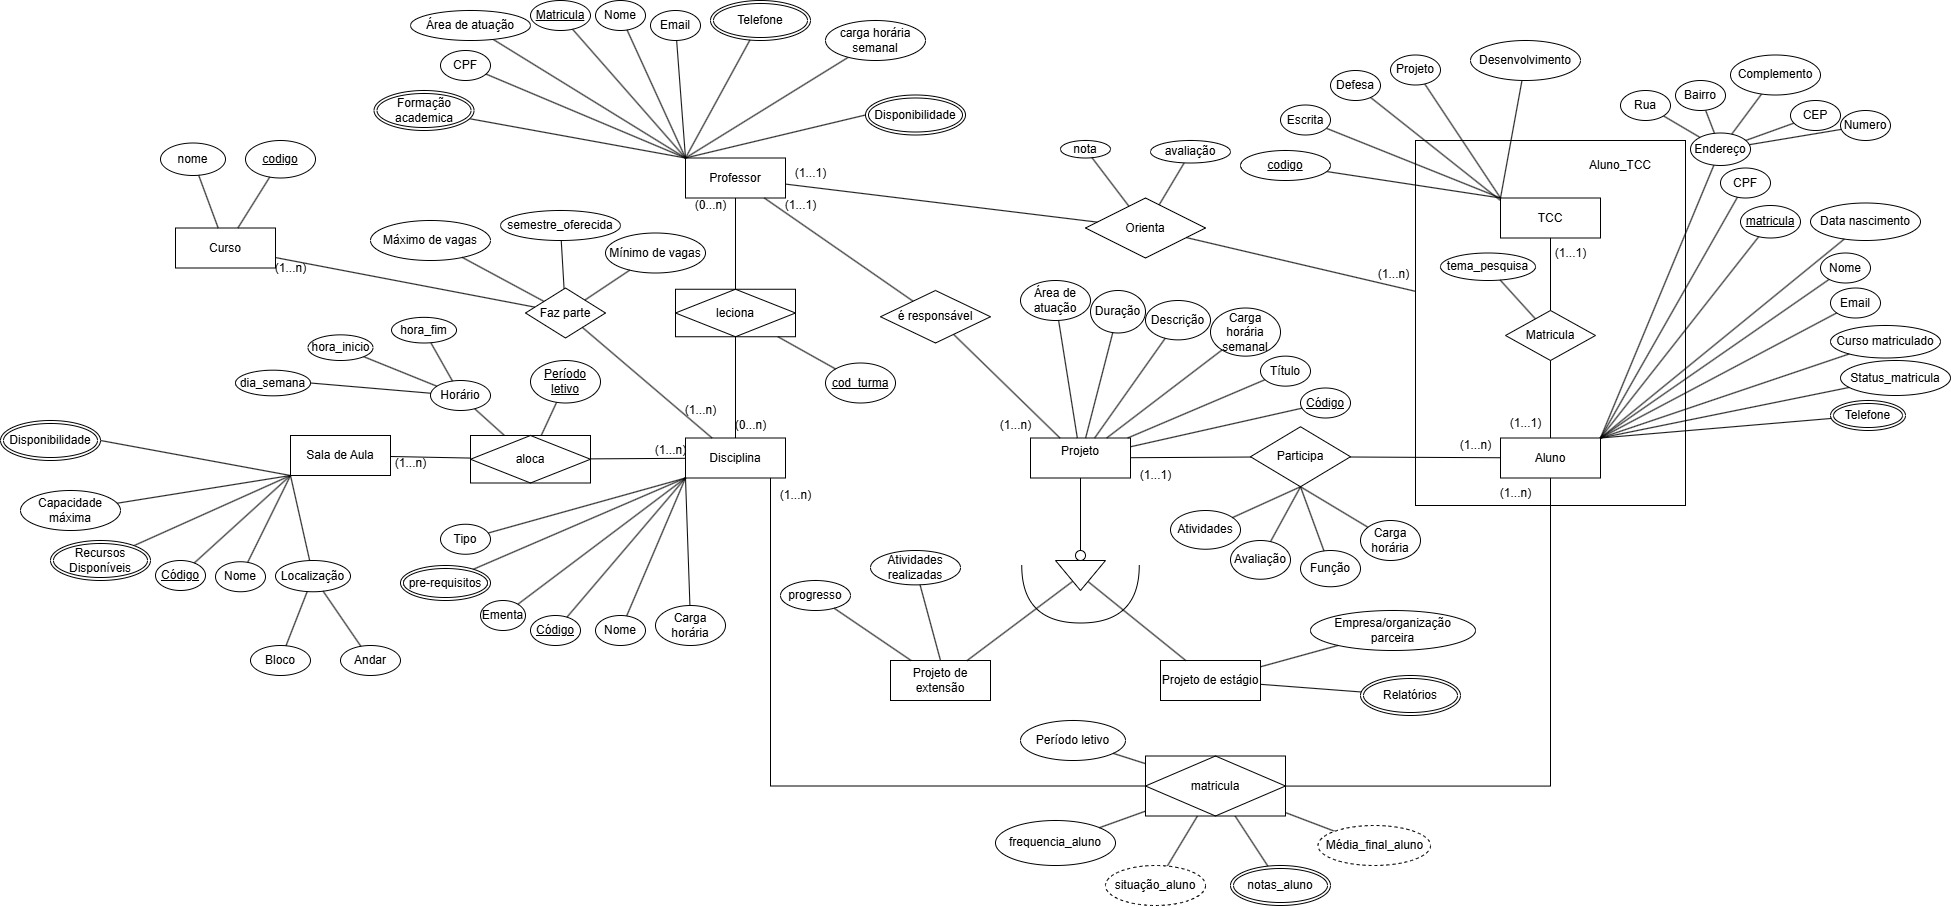 Área de atuação
Matricula
Nome
Email
Telefone
carga horária
semanal
CPF
Formação
academica
Disponibilidade
nome
codigo
Curso
(1...n)
Professor
(1...1)
(0...n)
(1...1)
Máximo de vagas
semestre_oferecida
Mínimo de vagas
Faz parte
leciona
cod_turma
(1...n)
(0...n)
é responsável
nota
avaliação
Orienta
(1...n)
Defesa
Projeto
Desenvolvimento
Escrita
codigo
Aluno_TCC
TCC
(1...1)
tema_pesquisa
Matricula
(1...1)
Rua
Bairro
Complemento
CEP
Numero
Endereço
CPF
matricula
Data nascimento
Nome
Email
Curso matriculado
Status_matricula
Telefone
(1...n)
Aluno
(1...n)
hora_inicio
hora_fim
dia_semana
Horário
Período
letivo
Disponibilidade
Sala de Aula
(1...n)
aloca
(1...n)
Disciplina
(1...n)
Capacidade
máxima
Recursos
Disponíveis
Código
Nome
Localização
Bloco
Andar
Tipo
pre-requisitos
Ementa
Código
Nome
Carga
horária
Área de
atuação
Duração
Descrição
Carga
horária
semanal
Título
Código
(1...n)
Projeto
(1...1)
Participa
Atividades
Avaliação
Função
Carga
horária
progresso
Atividades
realizadas
Projeto de
extensão
Projeto de estágio
Empresa/organização
parceira
Relatórios
Período letivo
matricula
frequencia_aluno
situação_aluno
notas_aluno
Média_final_aluno